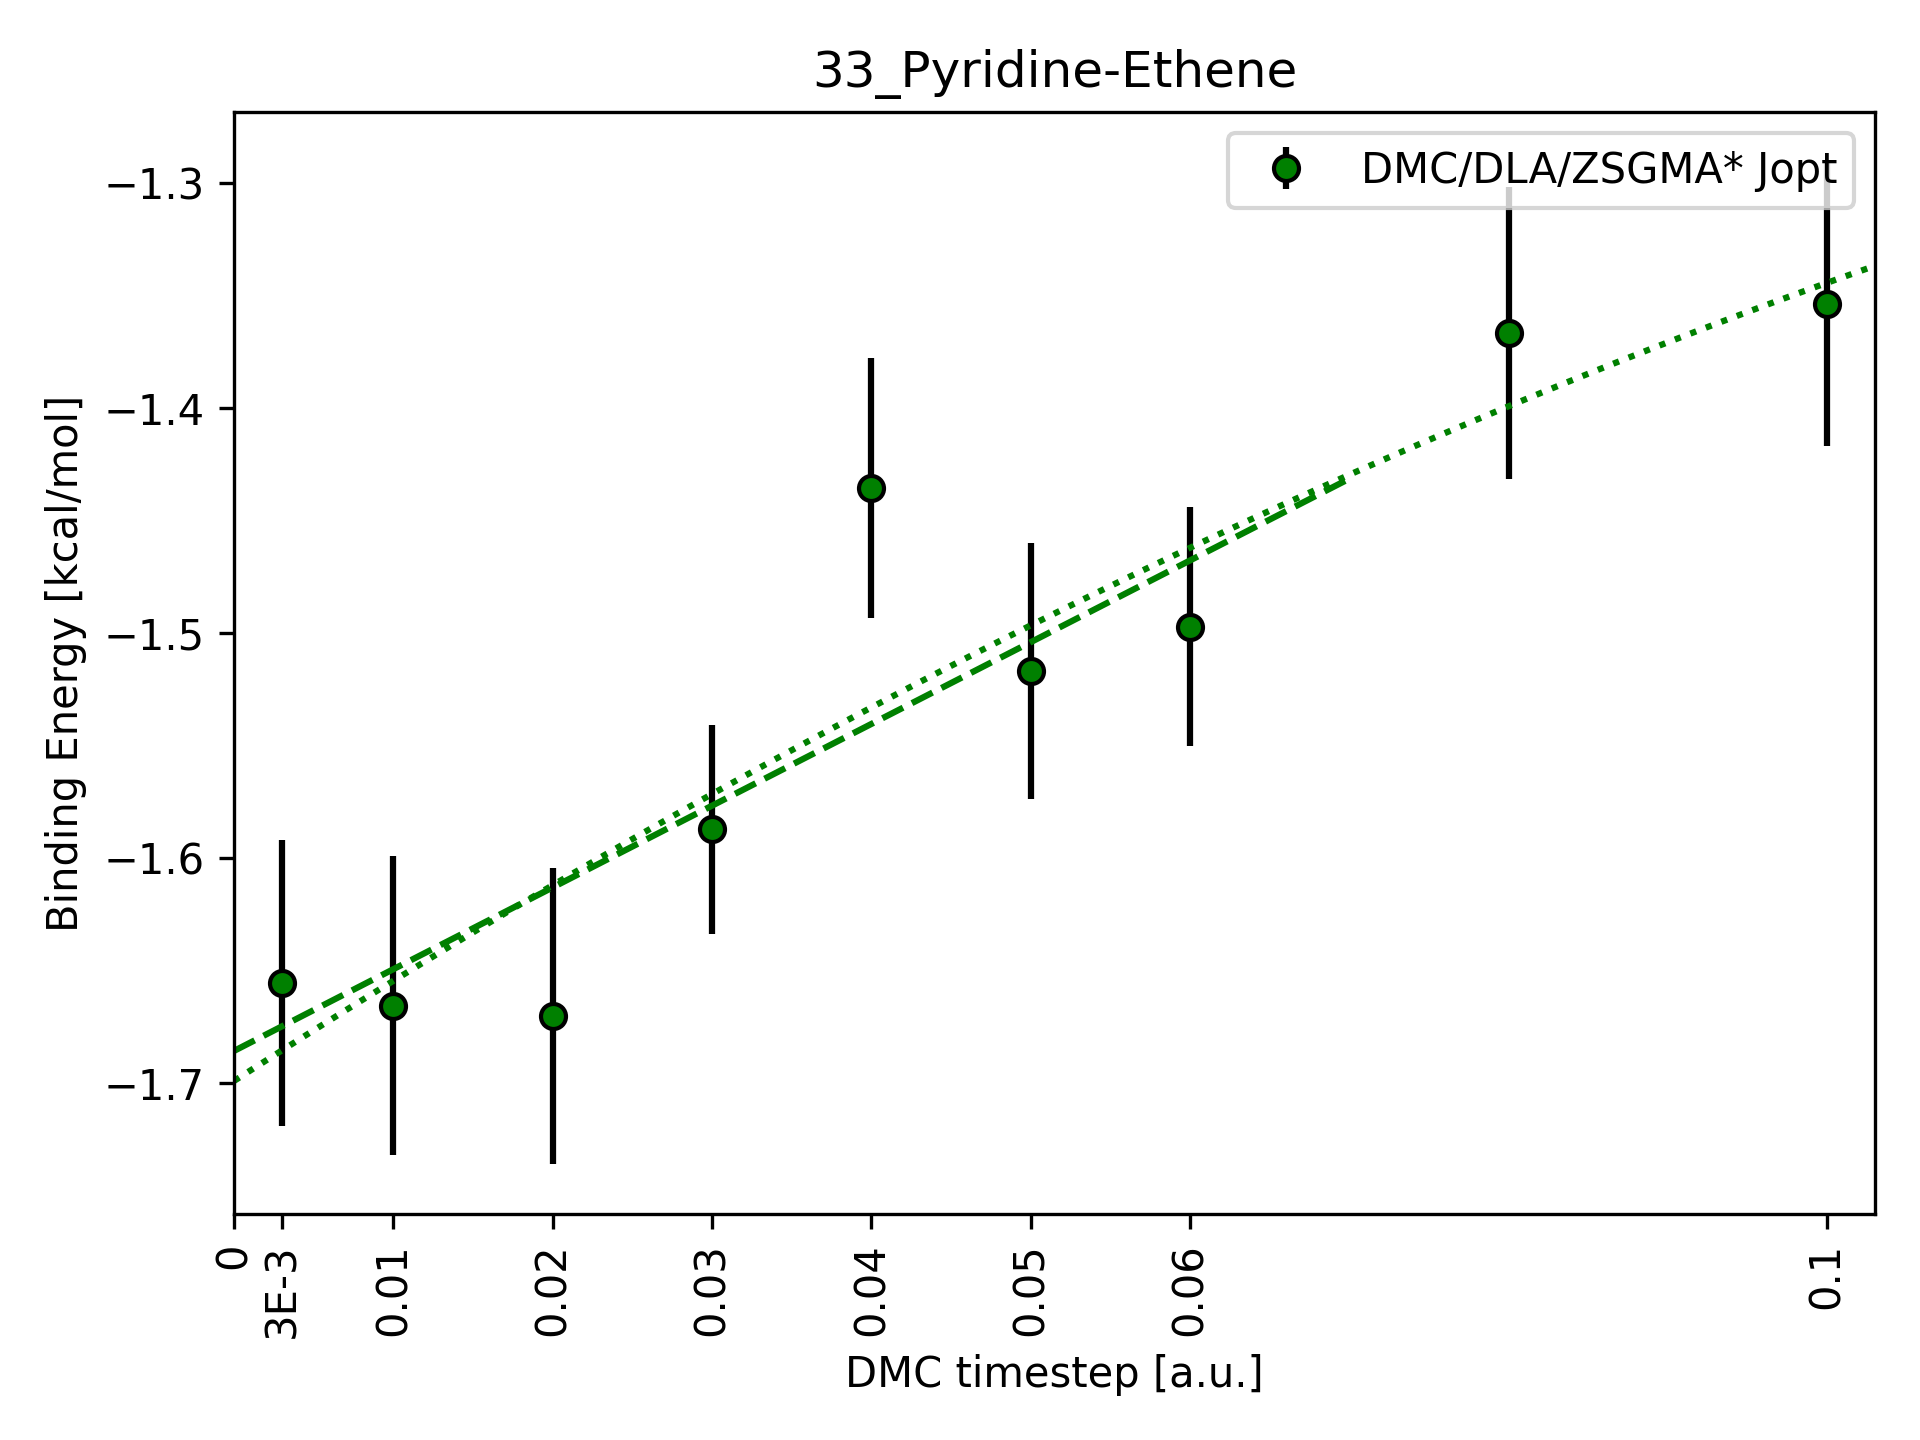 33_Pyridine-Ethene
DMC/DLA/ZSGMA* Jopt
Binding Energy [kcal/mol]
−1.3
−1.4
−1.5
−1.6
−1.7
0
3E-3
0.01
0.02
0.03
0.04
0.05
0.06
0.1
DMC timestep [a.u.]